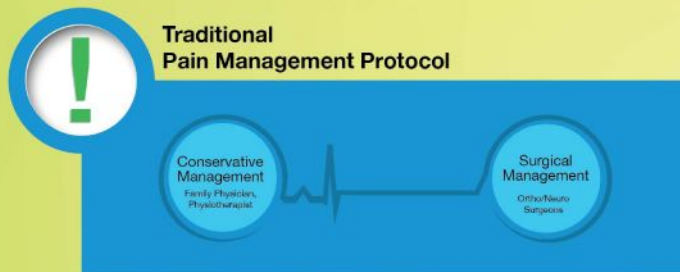 !
Traditional
Pain Management Protocol
Conservative
Management
Family Physician,
Physiotherapist
Surgical
Management
Ortho/Neuro
Surgeons